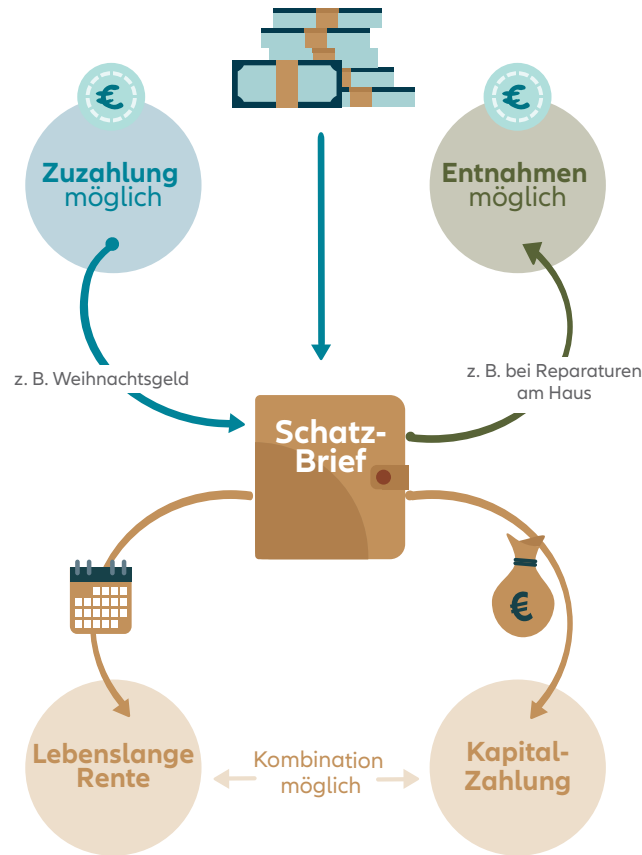 €
€
Zuzahlung
möglich
Entnahmen
möglich
z. B. Weihnachtsgeld
z. B. bei Reparaturen
am Haus
Schatz-
Brief
€
Lebenslange
Rente
Kombination
möglich
Kapital-
Zahlung